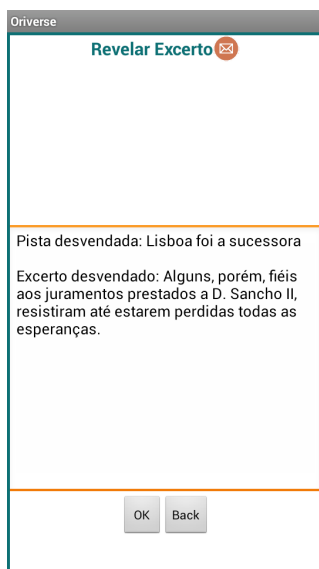 Oriverse
Revelar Excerto
Pista desvendada: Lisboa foi a sucessora
Excerto desvendado: Alguns, porém, fiéis
aos juramentos prestados a D. Sancho II,
resistiram até estarem perdidas todas as
esperanças.
OK Back